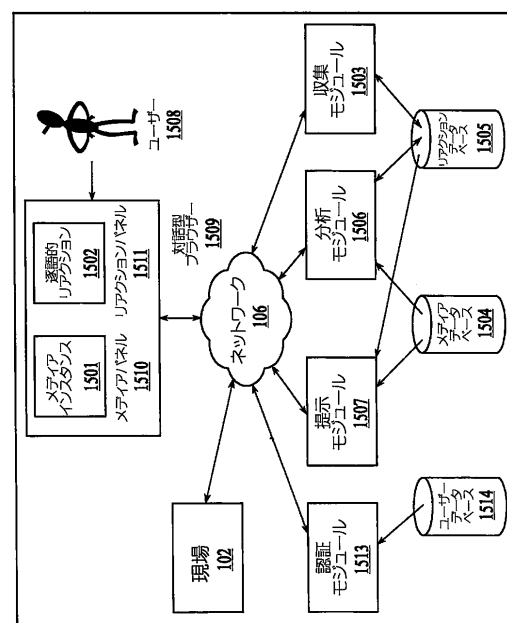 ユーザー
1508
逐語的
リアクション
1502
リアクションパネル
1511
メディア
インスタンス
1501
メディアパネル
1510
対話型
ブラウザー
1509
ネットワーク
106
現場
102
収集
モジュール
1503
分析
モジュール
1506
提示
モジュール
1507
認証
モジュール
1513
リアクション
データ
ベース
1505
メディア
データ
ベース
1504
ユーザー
データ
ベース
1514